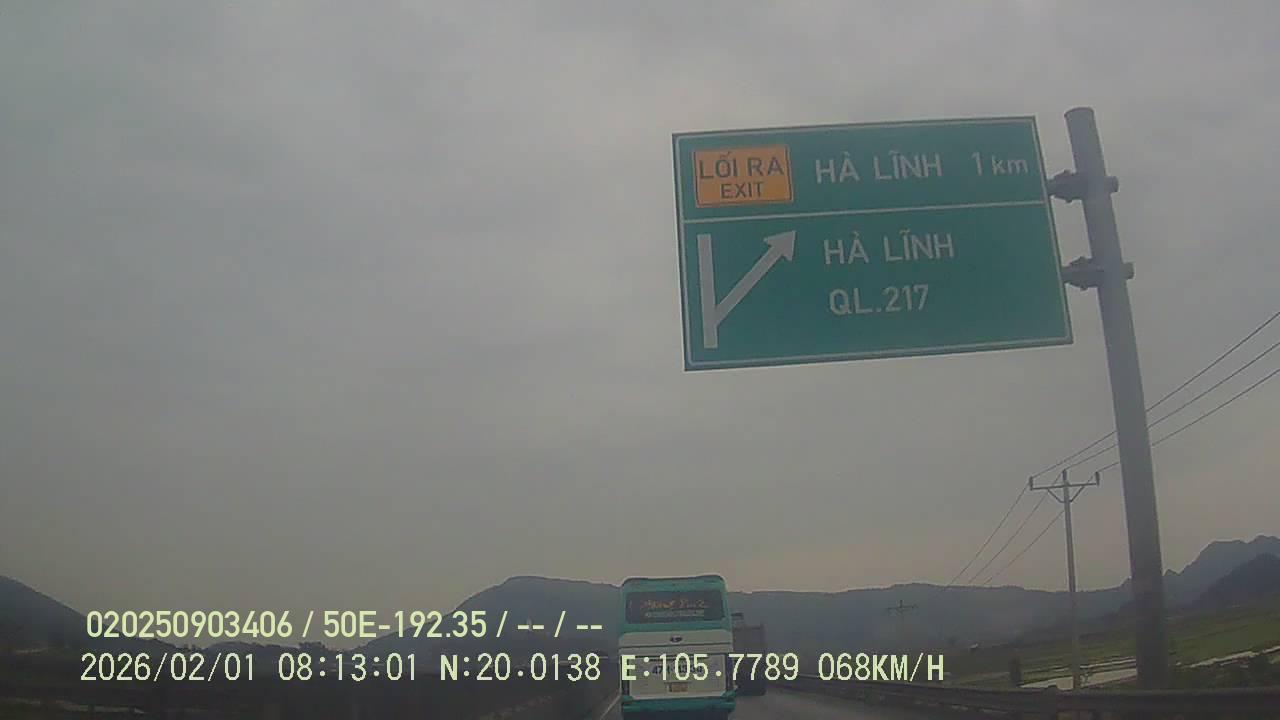 LỐI RA
EXIT
HÀ LĨNH 1 km
HÀ LĨNH
QL.217
020250903406 / 50E-192.35 / -- / --
2026/02/01 08:13:01 N:20.0138 E:105.7789 068KM/H